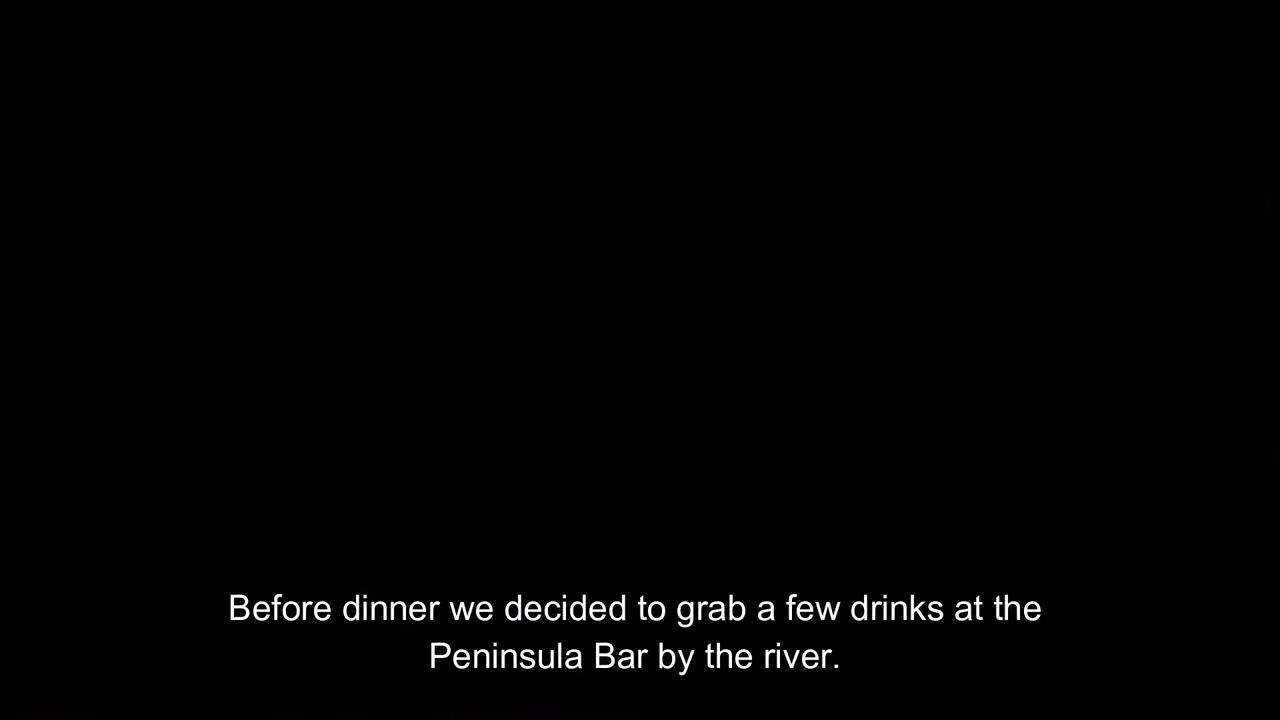 Before dinner we decided to grab a few drinks at the
Peninsula Bar by the river.